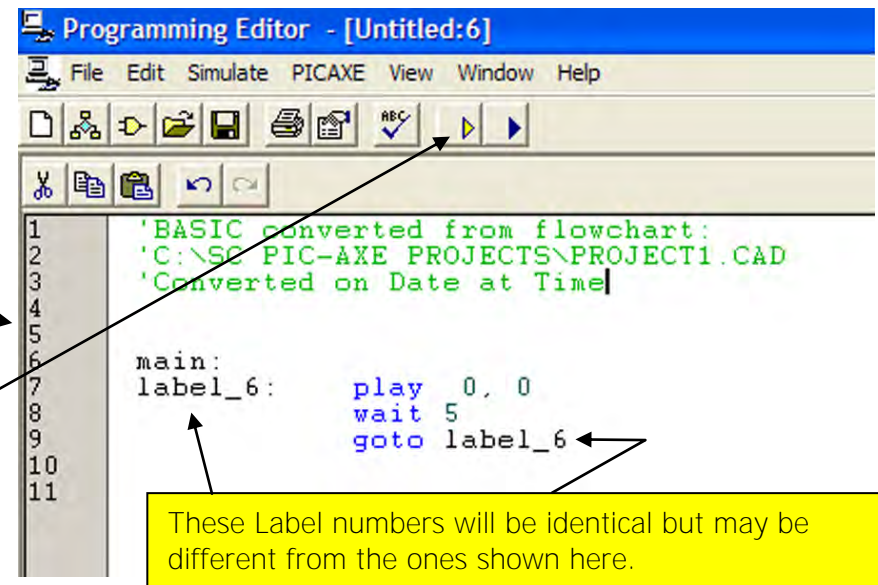 Programming Editor - [Untitled:6]
File Edit Simulate PICAXE View Window Help
ABC
1 'BASIC converted from flowchart:
2 'C:\SC PIC-AXE PROJECTS\PROJECT1.CAD
3 'Converted on Date at Time
4
5
6 main:
7 label_6: play 0, 0
8 wait 5
9 goto label_6
10
11
These Label numbers will be identical but may be
different from the ones shown here.